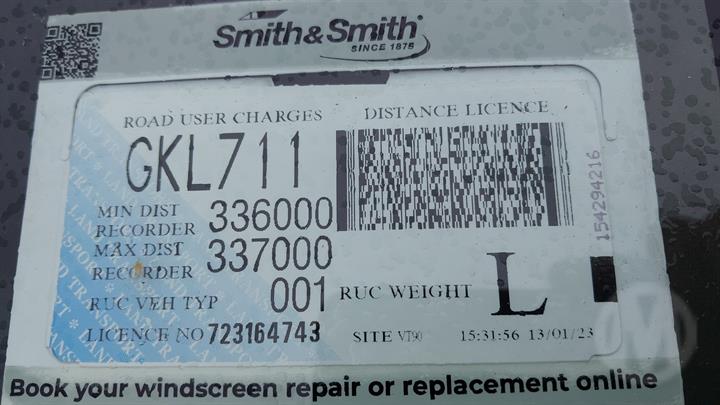 Smith&Smith
SINCE 1875
ROAD USER CHARGES DISTANCE LICENCE
GKL711
MIN DIST RECORDER 336000
MAX DIST RECORDER 337000
RUC VEH TYP 001 RUC WEIGHT L
LICENCE NO 723164743 SITE VT90 15:31:56 13/01/23
154294216
Book your windscreen repair or replacement online